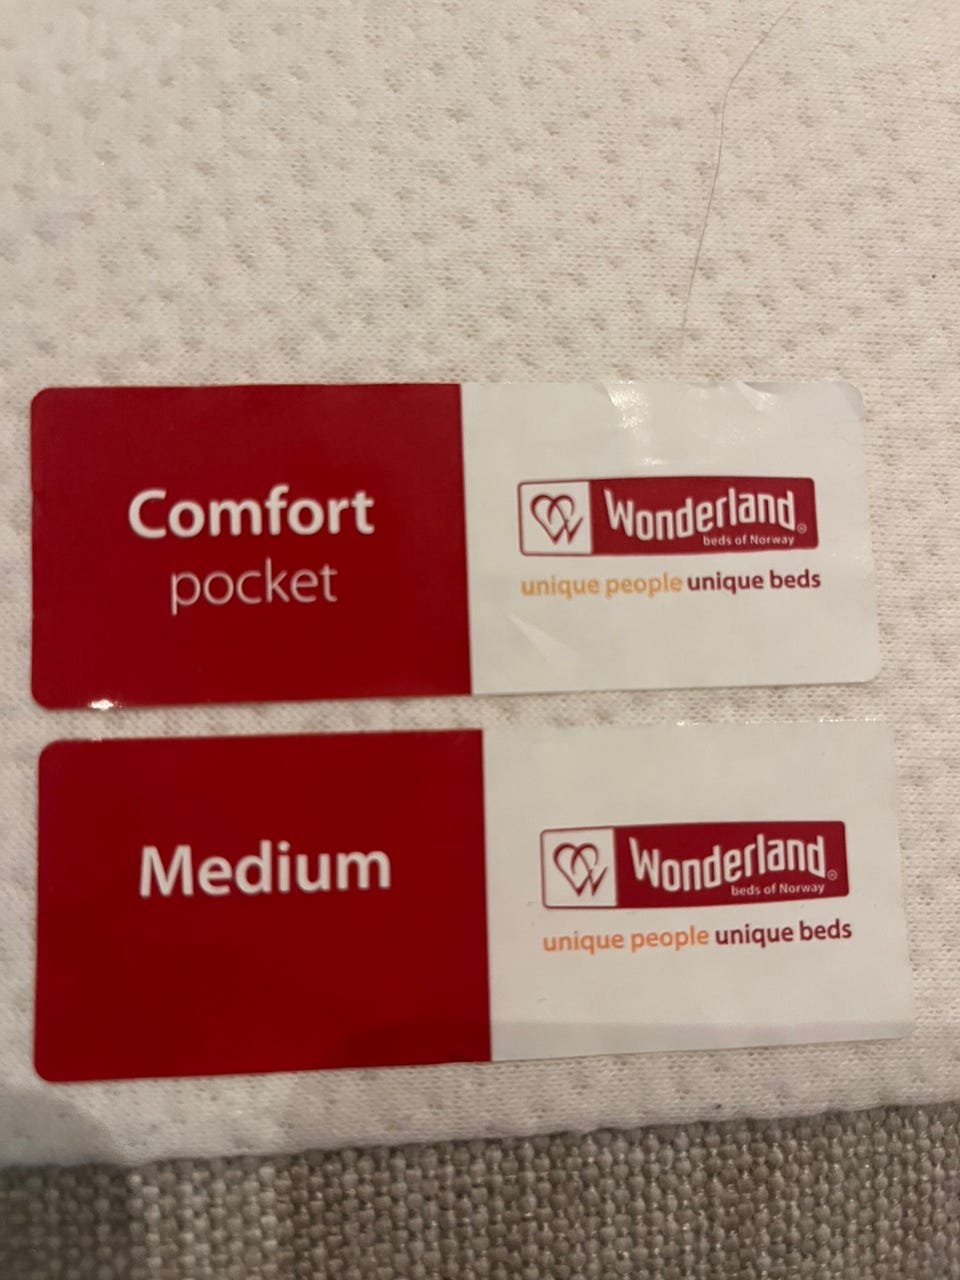 Comfort
pocket
Wonderland®
beds of Norway
unique people unique beds
Medium
Wonderland®
beds of Norway
unique people unique beds